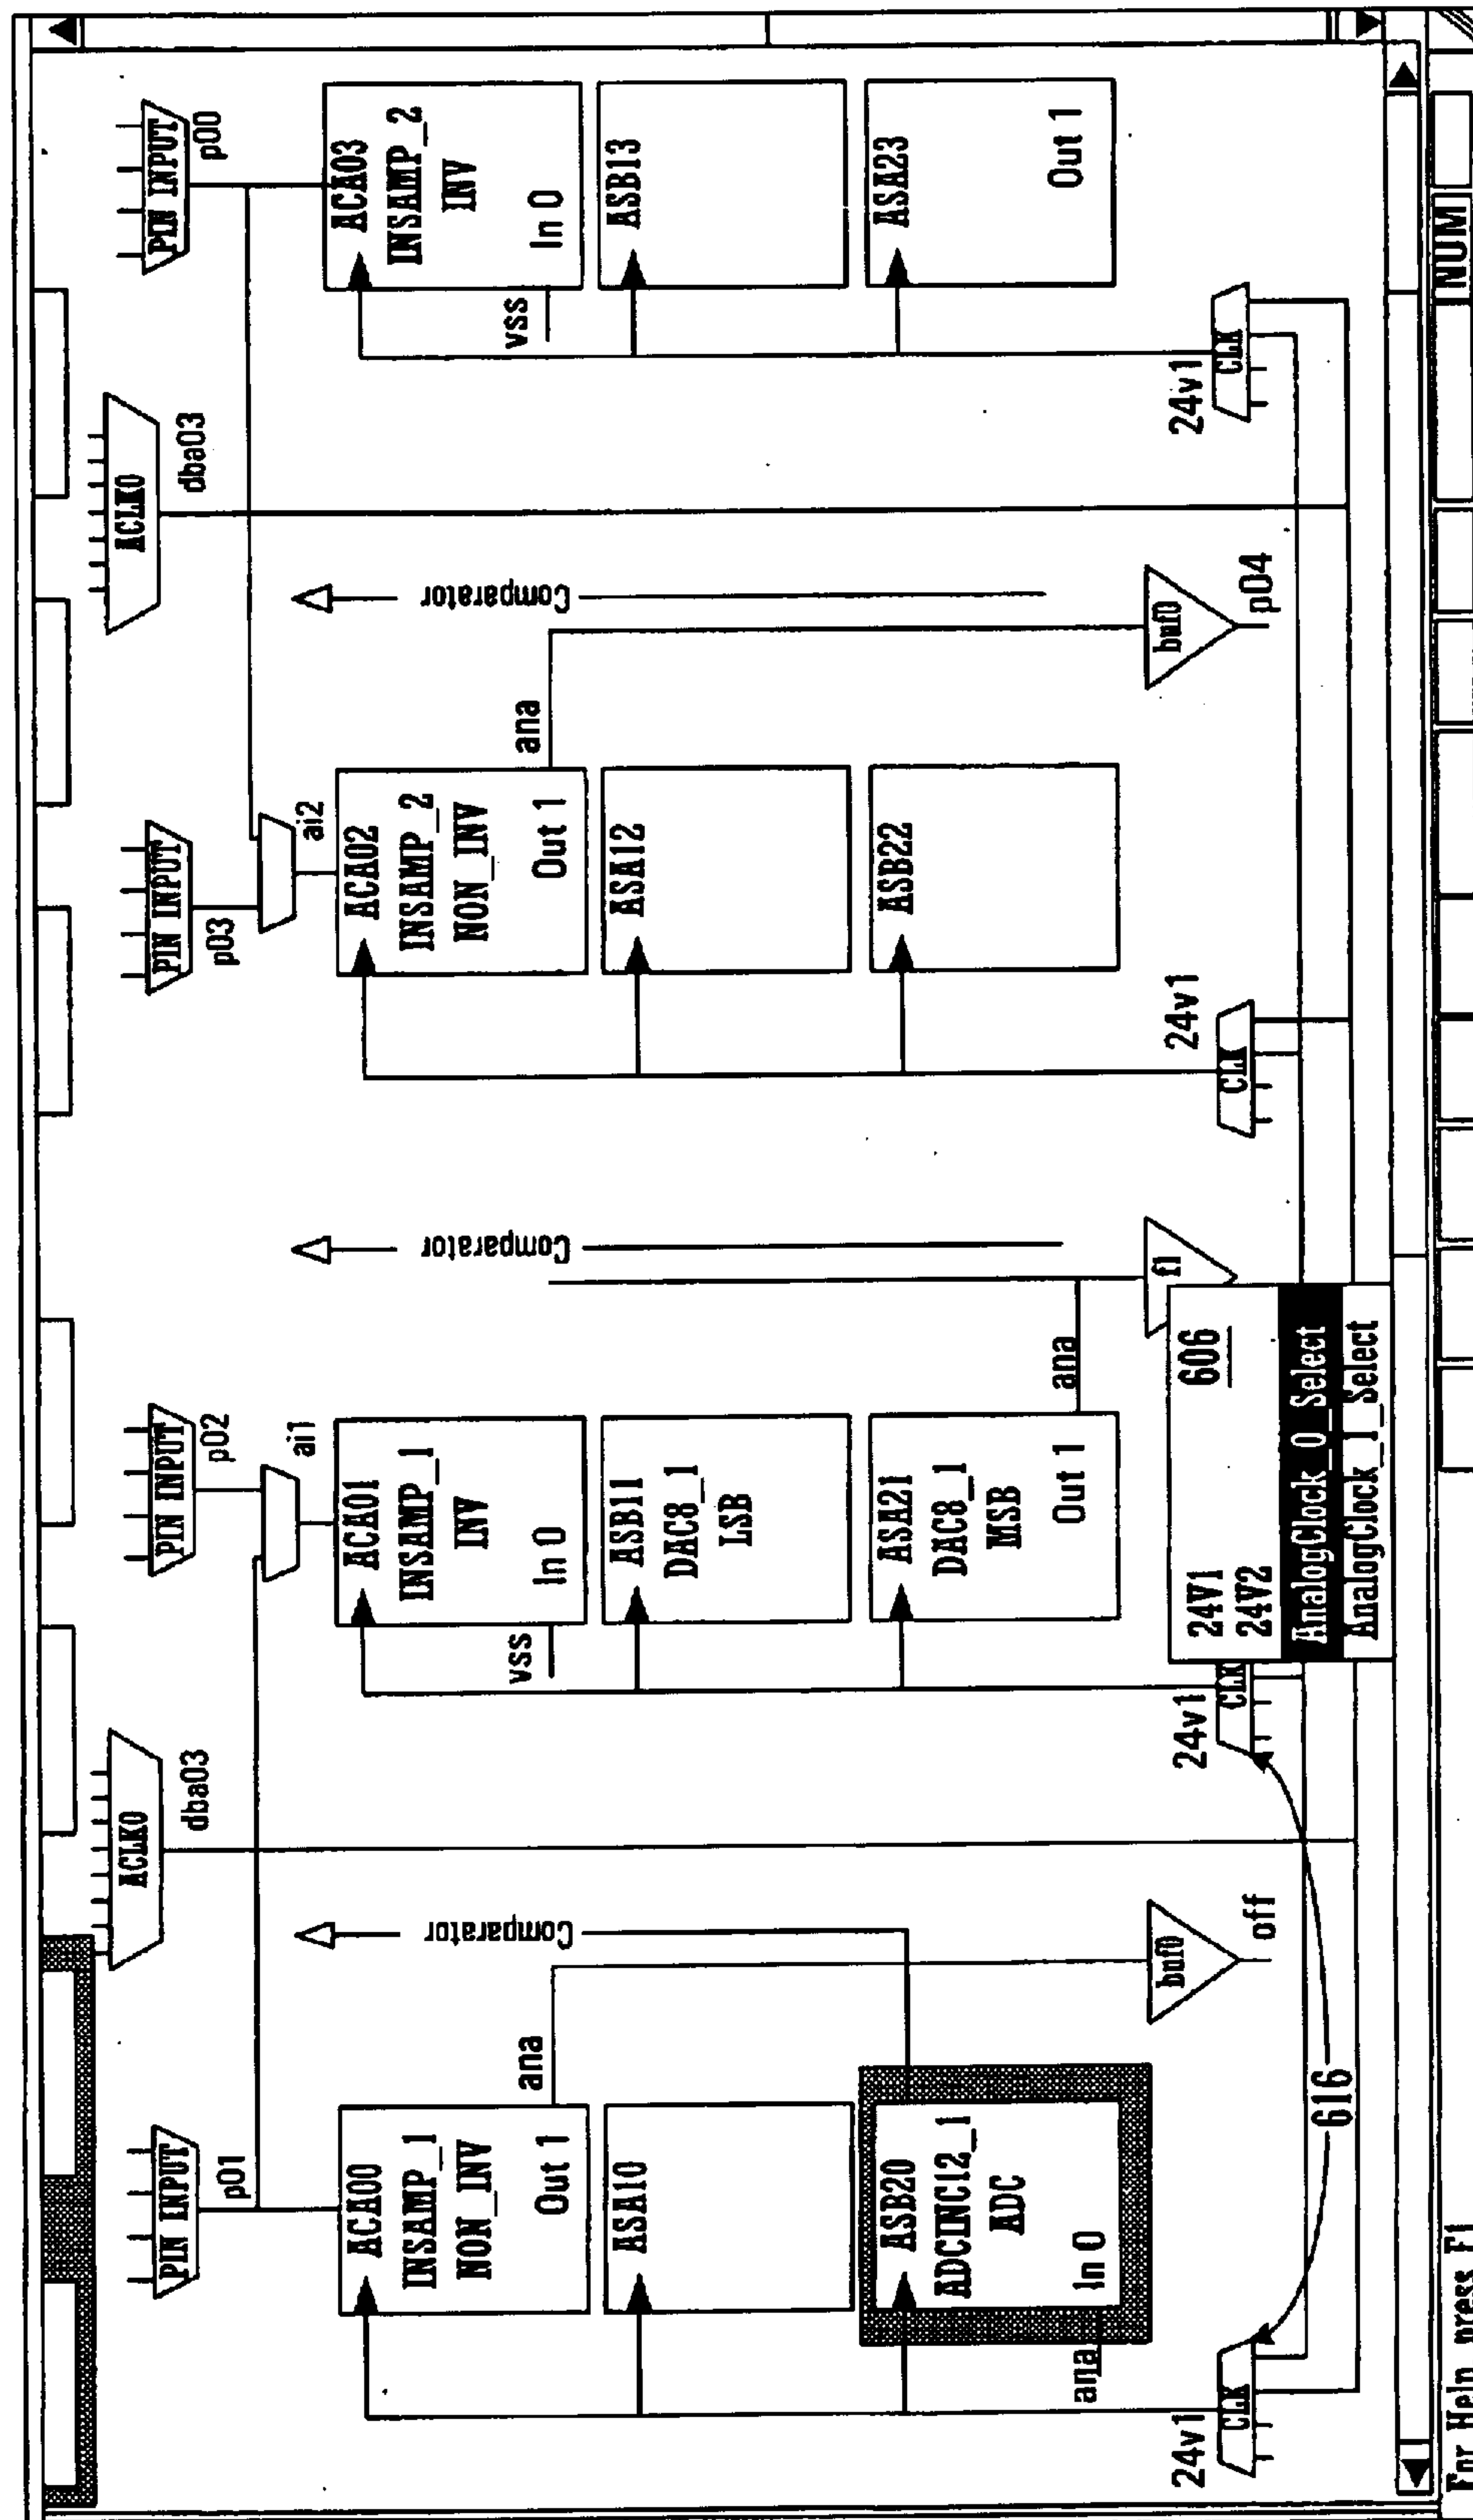 PIN INPUT
p01
ACLK0
dba03
PIN INPUT
p02
PIN INPUT
p03
ACLK0
dba03
PIN INPUT
p00
ai1
ai2
ACA00
INSAMP_1
NON_INV
Out 1
ana
Comparator
ACA01
INSAMP_1
INV
In 0
vss
Comparator
ACA02
INSAMP_2
NON_INV
Out 1
ana
Comparator
ACA03
INSAMP_2
INV
In 0
vss
ASA10
ASB11
DAC8_1
LSB
ASA12
ASB13
ASB20
ADCINC12_1
ADC
In 0
ana
ASA21
DAC8_1
MSB
Out 1
ana
ASB22
ASA23
Out 1
24v1
CLK
buf0
off
24v1
CLK
f1
606
24V1
24V2
AnalogClock_0_Select
AnalogClock_1_Select
24v1
CLK
buf0
p04
24v1
CLK
616
For Help press F1
NUM